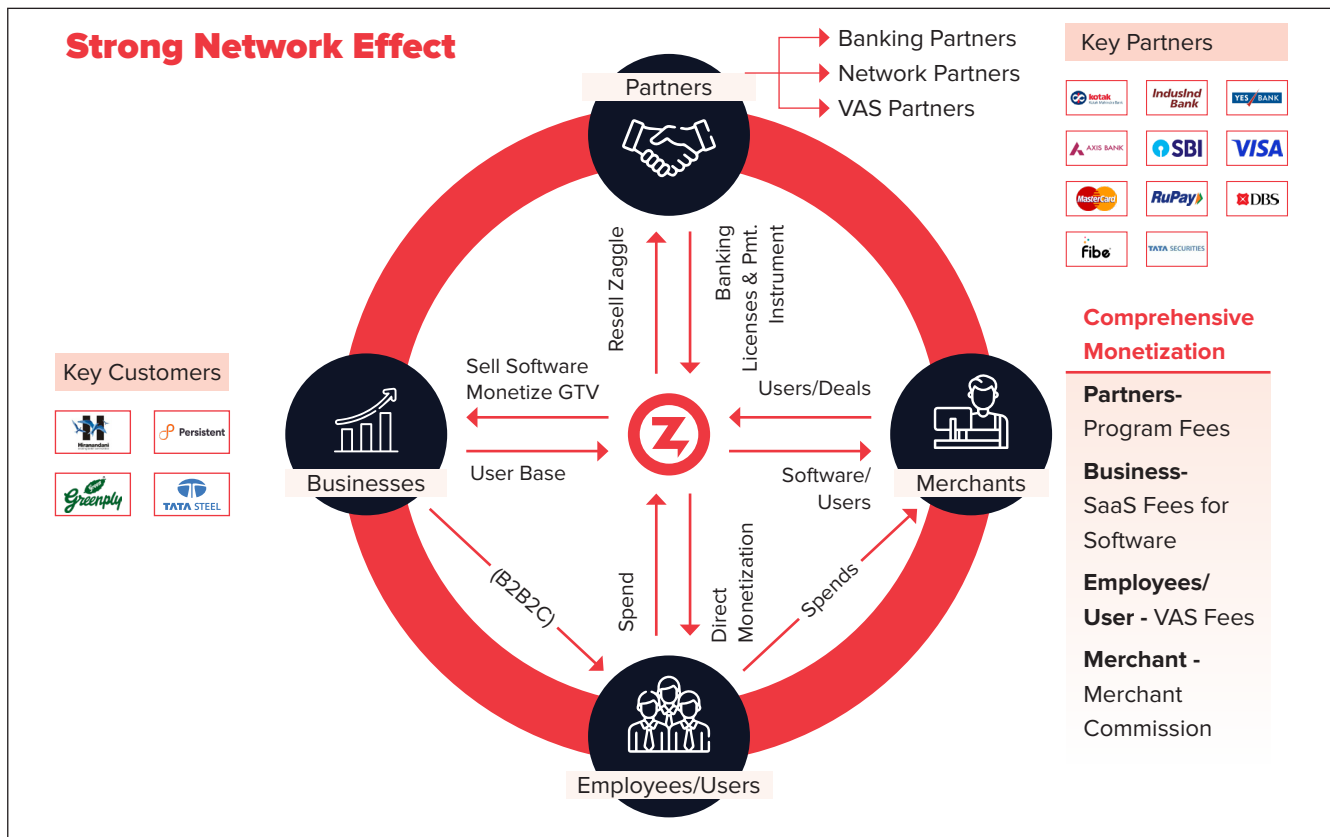 Strong Network Effect
Partners
Banking Partners
Network Partners
VAS Partners
Key Partners
kotak
Kotak Mahindra Bank
IndusInd
Bank
YES BANK
AXIS BANK
SBI
VISA
MasterCard
RuPay
DBS
fibe
TATA SECURITIES
Resell Zaggle
Banking
Licenses & Pmt.
Instrument
Key Customers
Hiranandani
Persistent
Greenply
TATA STEEL
Sell Software
Monetize GTV
User Base
Businesses
Users/Deals
Software/
Users
Merchants
(B2B2C)
Spend
Direct
Monetization
Spends
Employees/Users
Comprehensive
Monetization
Partners-
Program Fees
Business-
SaaS Fees for
Software
Employees/
User - VAS Fees
Merchant -
Merchant
Commission